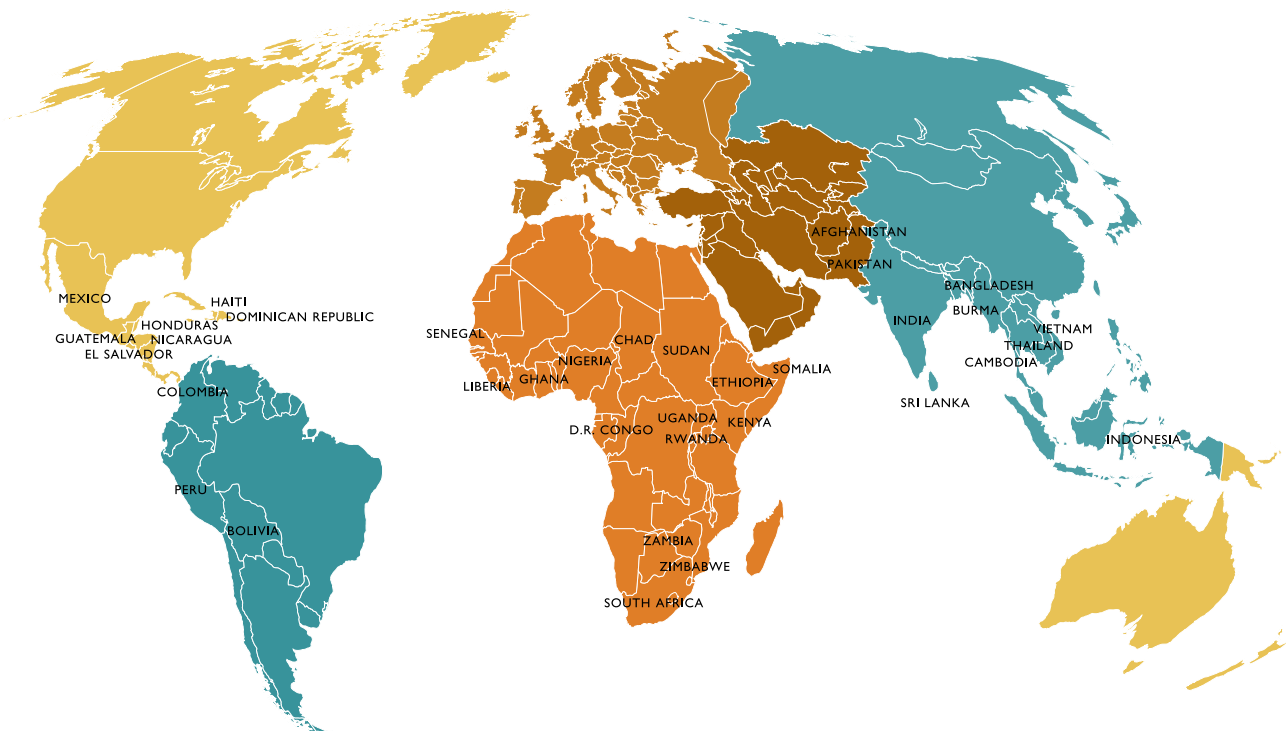 MEXICO
HAITI
DOMINICAN REPUBLIC
HONDURAS
GUATEMALA
NICARAGUA
EL SALVADOR
COLOMBIA
PERU
BOLIVIA
SENEGAL
LIBERIA
GHANA
NIGERIA
CHAD
SUDAN
ETHIOPIA
SOMALIA
UGANDA
KENYA
D.R. CONGO
RWANDA
ZAMBIA
ZIMBABWE
SOUTH AFRICA
AFGHANISTAN
PAKISTAN
BANGLADESH
INDIA
BURMA
VIETNAM
THAILAND
CAMBODIA
SRI LANKA
INDONESIA